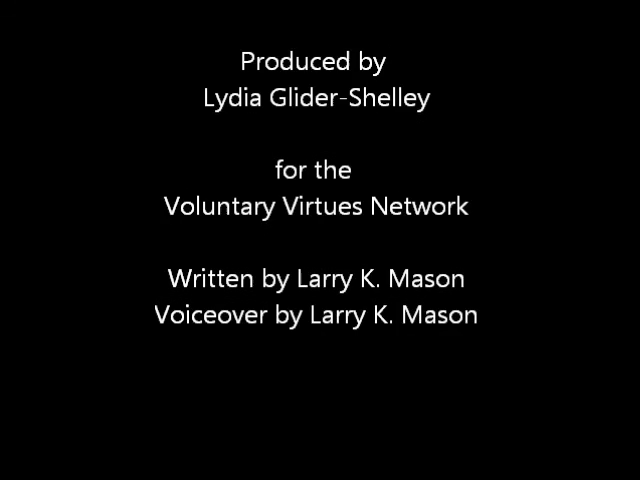 Produced by
Lydia Glider-Shelley
for the
Voluntary Virtues Network
Written by Larry K. Mason
Voiceover by Larry K. Mason